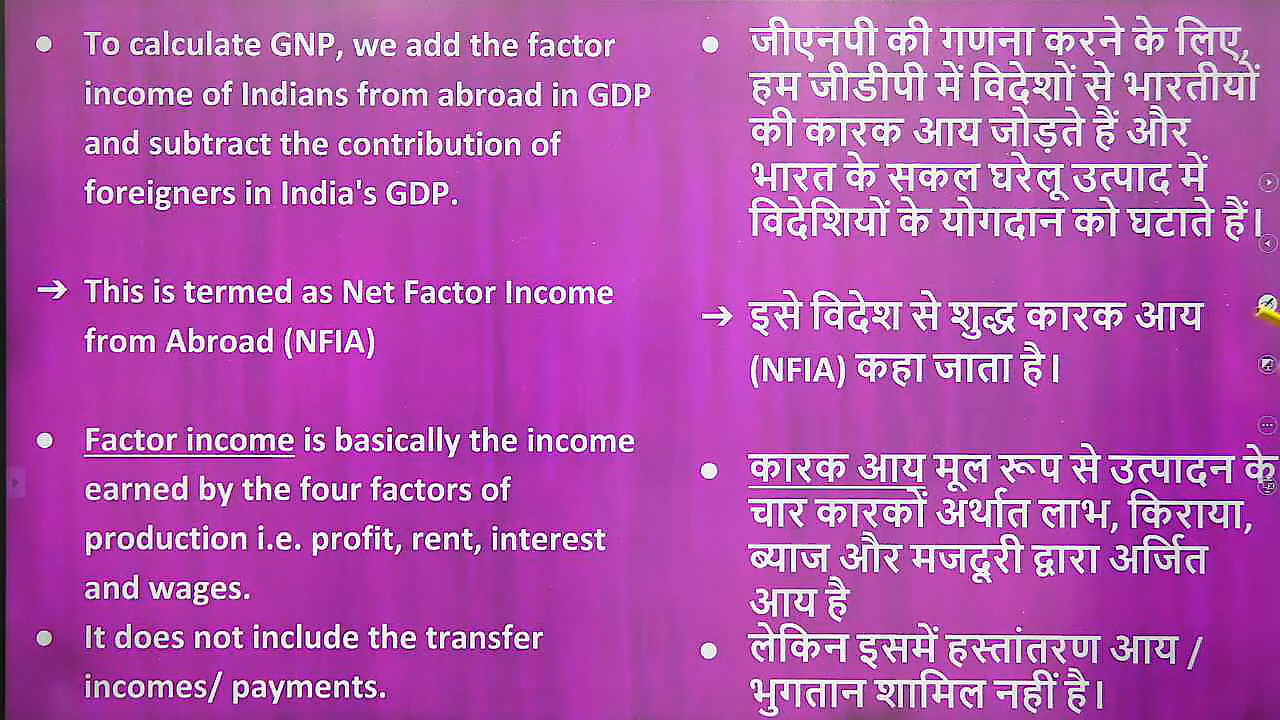 ● To calculate GNP, we add the factor
income of Indians from abroad in GDP
and subtract the contribution of
foreigners in India's GDP.
➔ This is termed as Net Factor Income
from Abroad (NFIA)
● Factor income is basically the income
earned by the four factors of
production i.e. profit, rent, interest
and wages.
● It does not include the transfer
incomes/ payments.
● जीएनपी की गणना करने के लिए,
हम जीडीपी में विदेशों से भारतीयों
की कारक आय जोड़ते हैं और
भारत के सकल घरेलू उत्पाद में
विदेशियों के योगदान को घटाते हैं।
➔ इसे विदेश से शुद्ध कारक आय
(NFIA) कहा जाता है।
● कारक आय मूल रूप से उत्पादन के
चार कारकों अर्थात लाभ, किराया,
ब्याज और मजदूरी द्वारा अर्जित
आय है
● लेकिन इसमें हस्तांतरण आय /
भुगतान शामिल नहीं है।